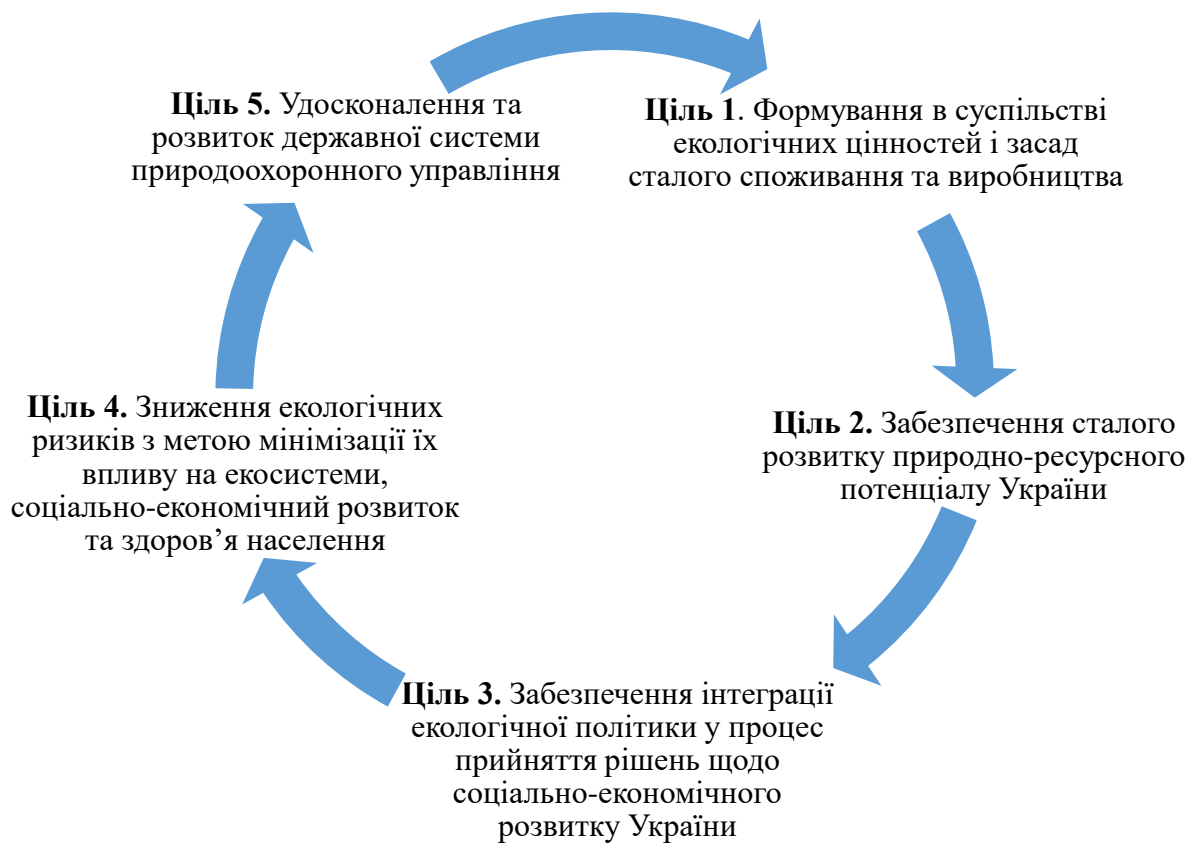 Ціль 1. Формування в суспільстві
екологічних цінностей і засад
сталого споживання та виробництва
Ціль 2. Забезпечення сталого
розвитку природно-ресурсного
потенціалу України
Ціль 3. Забезпечення інтеграції
екологічної політики у процес
прийняття рішень щодо
соціально-економічного
розвитку України
Ціль 4. Зниження екологічних
ризиків з метою мінімізації їх
впливу на екосистеми,
соціально-економічний розвиток
та здоров’я населення
Ціль 5. Удосконалення та
розвиток державної системи
природоохоронного управління